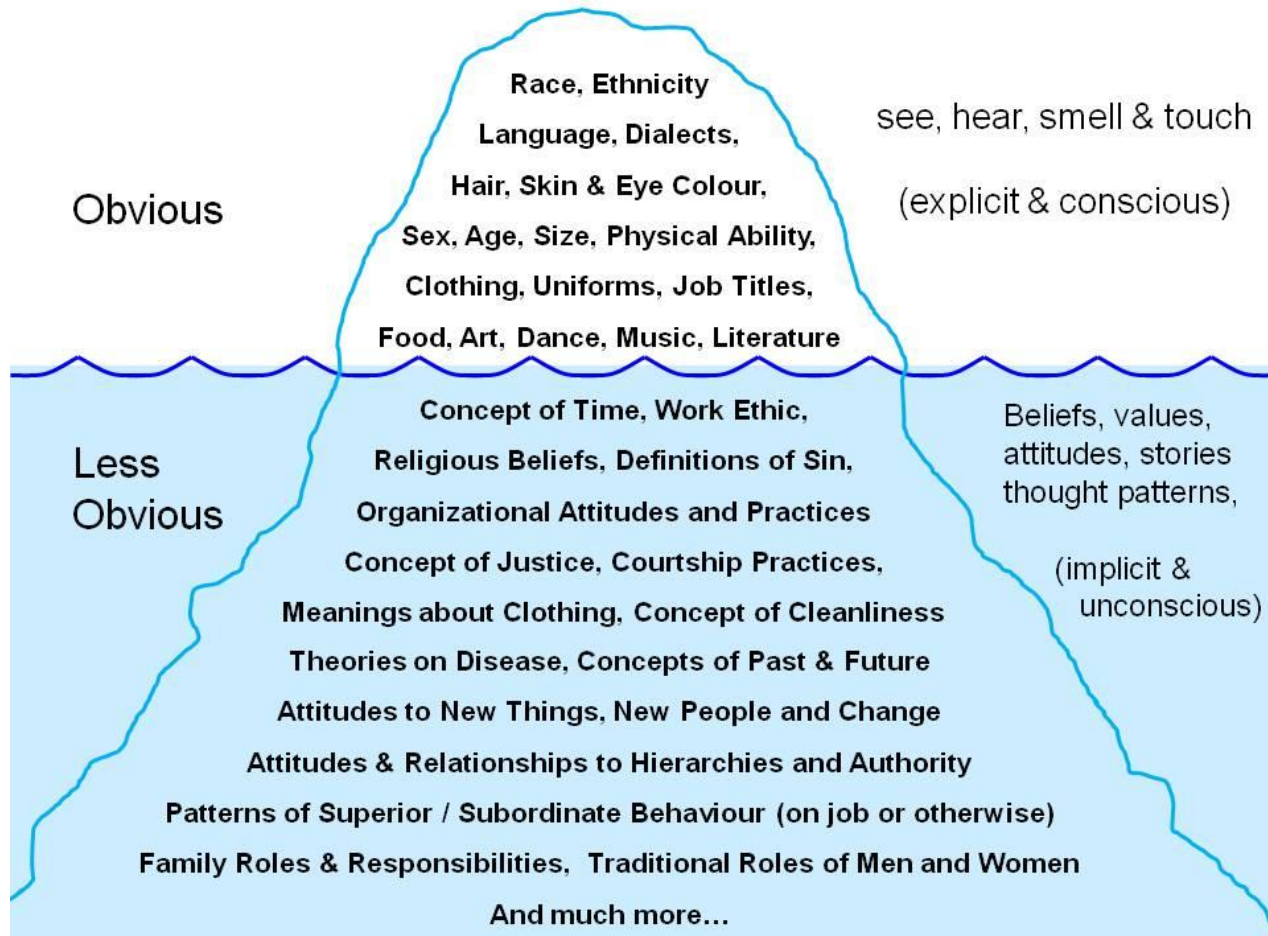 Race, Ethnicity
Language, Dialects,
Hair, Skin & Eye Colour,
Sex, Age, Size, Physical Ability,
Clothing, Uniforms, Job Titles,
Food, Art, Dance, Music, Literature
Obvious
see, hear, smell & touch
(explicit & conscious)
Concept of Time, Work Ethic,
Religious Beliefs, Definitions of Sin,
Organizational Attitudes and Practices
Concept of Justice, Courtship Practices,
Meanings about Clothing, Concept of Cleanliness
Theories on Disease, Concepts of Past & Future
Attitudes to New Things, New People and Change
Attitudes & Relationships to Hierarchies and Authority
Patterns of Superior / Subordinate Behaviour (on job or otherwise)
Family Roles & Responsibilities, Traditional Roles of Men and Women
And much more…
Less
Obvious
Beliefs, values,
attitudes, stories
thought patterns,
(implicit &
unconscious)